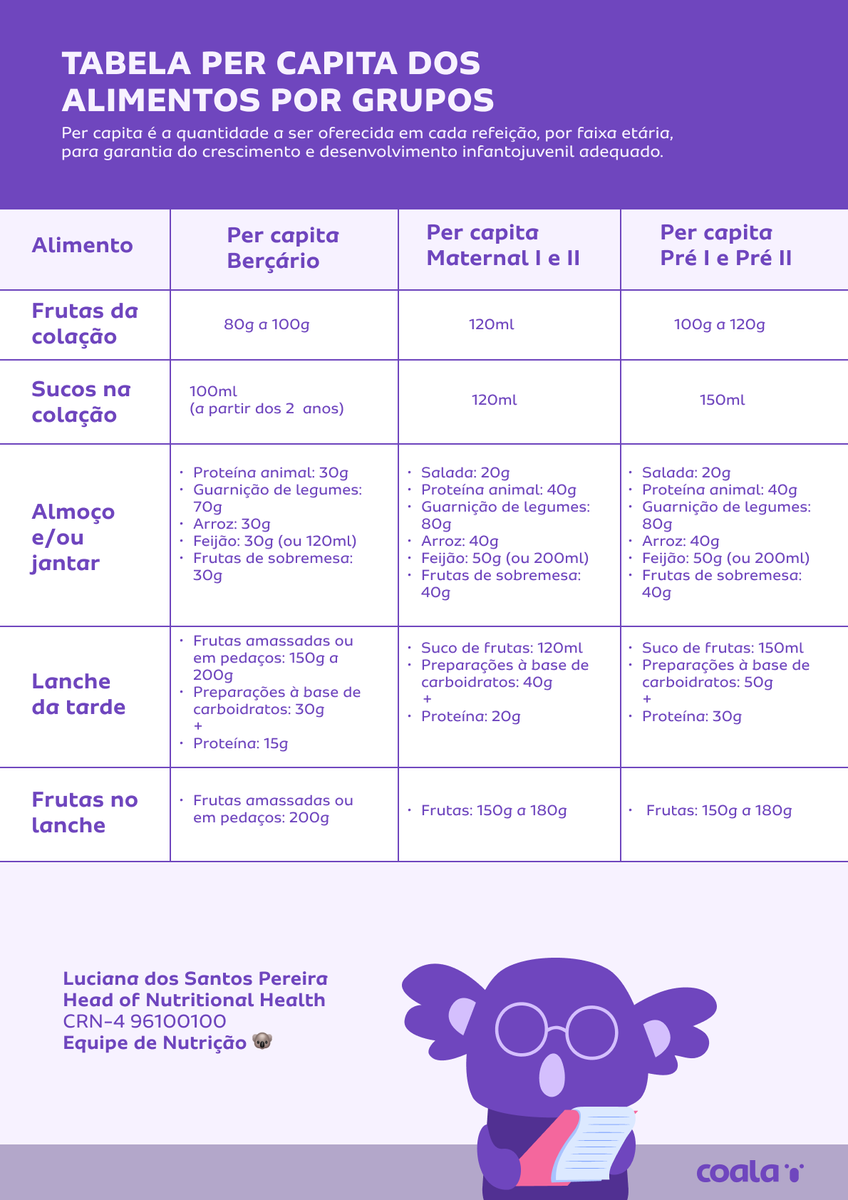 TABELA PER CAPITA DOS
ALIMENTOS POR GRUPOS
Per capita é a quantidade a ser oferecida em cada refeição, por faixa etária,
para garantia do crescimento e desenvolvimento infantojuvenil adequado.
Alimento
Per capita
Berçário
Per capita
Maternal I e II
Per capita
Pré I e Pré II
Frutas da
colação
80g a 100g
120ml
100g a 120g
Sucos na
colação
100ml
(a partir dos 2 anos)
120ml
150ml
Almoço
e/ou
jantar
• Proteína animal: 30g
• Guarnição de legumes:
70g
• Arroz: 30g
• Feijão: 30g (ou 120ml)
• Frutas de sobremesa:
30g
• Salada: 20g
• Proteína animal: 40g
• Guarnição de legumes:
80g
• Arroz: 40g
• Feijão: 50g (ou 200ml)
• Frutas de sobremesa:
40g
• Salada: 20g
• Proteína animal: 40g
• Guarnição de legumes:
80g
• Arroz: 40g
• Feijão: 50g (ou 200ml)
• Frutas de sobremesa:
40g
Lanche
da tarde
• Frutas amassadas ou
em pedaços: 150g a
200g
• Preparações à base de
carboidratos: 30g
+
• Proteína: 15g
• Suco de frutas: 120ml
• Preparações à base de
carboidratos: 40g
+
• Proteína: 20g
• Suco de frutas: 150ml
• Preparações à base de
carboidratos: 50g
+
• Proteína: 30g
Frutas no
lanche
• Frutas amassadas ou
em pedaços: 200g
• Frutas: 150g a 180g
• Frutas: 150g a 180g
Luciana dos Santos Pereira
Head of Nutritional Health
CRN-4 96100100
Equipe de Nutrição 🐨
coala